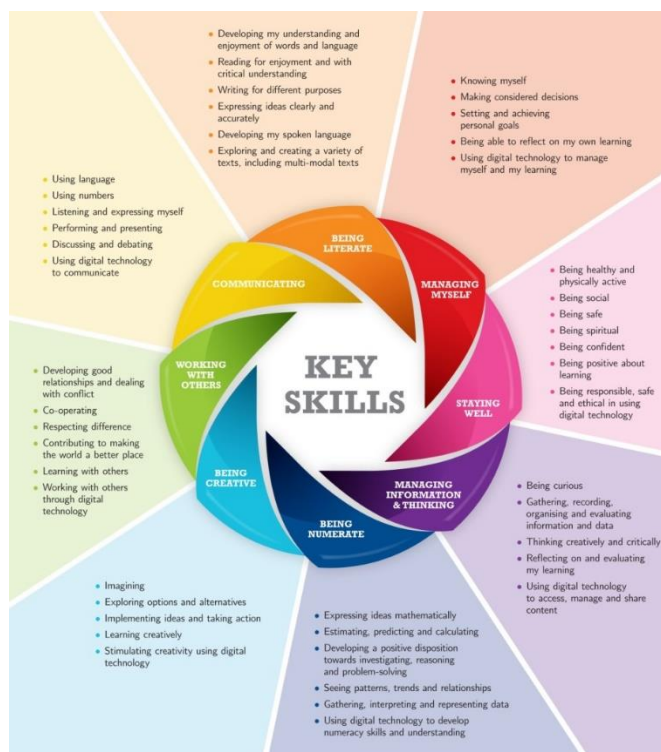 KEY
SKILLS
BEING
LITERATE
• Developing my understanding and
enjoyment of words and language
• Reading for enjoyment and with
critical understanding
• Writing for different purposes
• Expressing ideas clearly and
accurately
• Developing my spoken language
• Exploring and creating a variety of
texts, including multi-modal texts
MANAGING
MYSELF
• Knowing myself
• Making considered decisions
• Setting and achieving
personal goals
• Being able to reflect on my own learning
• Using digital technology to manage
myself and my learning
STAYING
WELL
• Being healthy and
physically active
• Being social
• Being safe
• Being spiritual
• Being confident
• Being positive about
learning
• Being responsible, safe
and ethical in using
digital technology
MANAGING
INFORMATION
& THINKING
• Being curious
• Gathering, recording,
organising and evaluating
information and data
• Thinking creatively and critically
• Reflecting on and evaluating
my learning
• Using digital technology
to access, manage and share
content
BEING
NUMERATE
• Expressing ideas mathematically
• Estimating, predicting and calculating
• Developing a positive disposition
towards investigating, reasoning
and problem-solving
• Seeing patterns, trends and relationships
• Gathering, interpreting and representing data
• Using digital technology to develop
numeracy skills and understanding
BEING
CREATIVE
• Imagining
• Exploring options and alternatives
• Implementing ideas and taking action
• Learning creatively
• Stimulating creativity using digital
technology
WORKING
WITH
OTHERS
• Developing good
relationships and dealing
with conflict
• Co-operating
• Respecting difference
• Contributing to making
the world a better place
• Learning with others
• Working with others
through digital
technology
COMMUNICATING
• Using language
• Using numbers
• Listening and expressing myself
• Performing and presenting
• Discussing and debating
• Using digital technology
to communicate